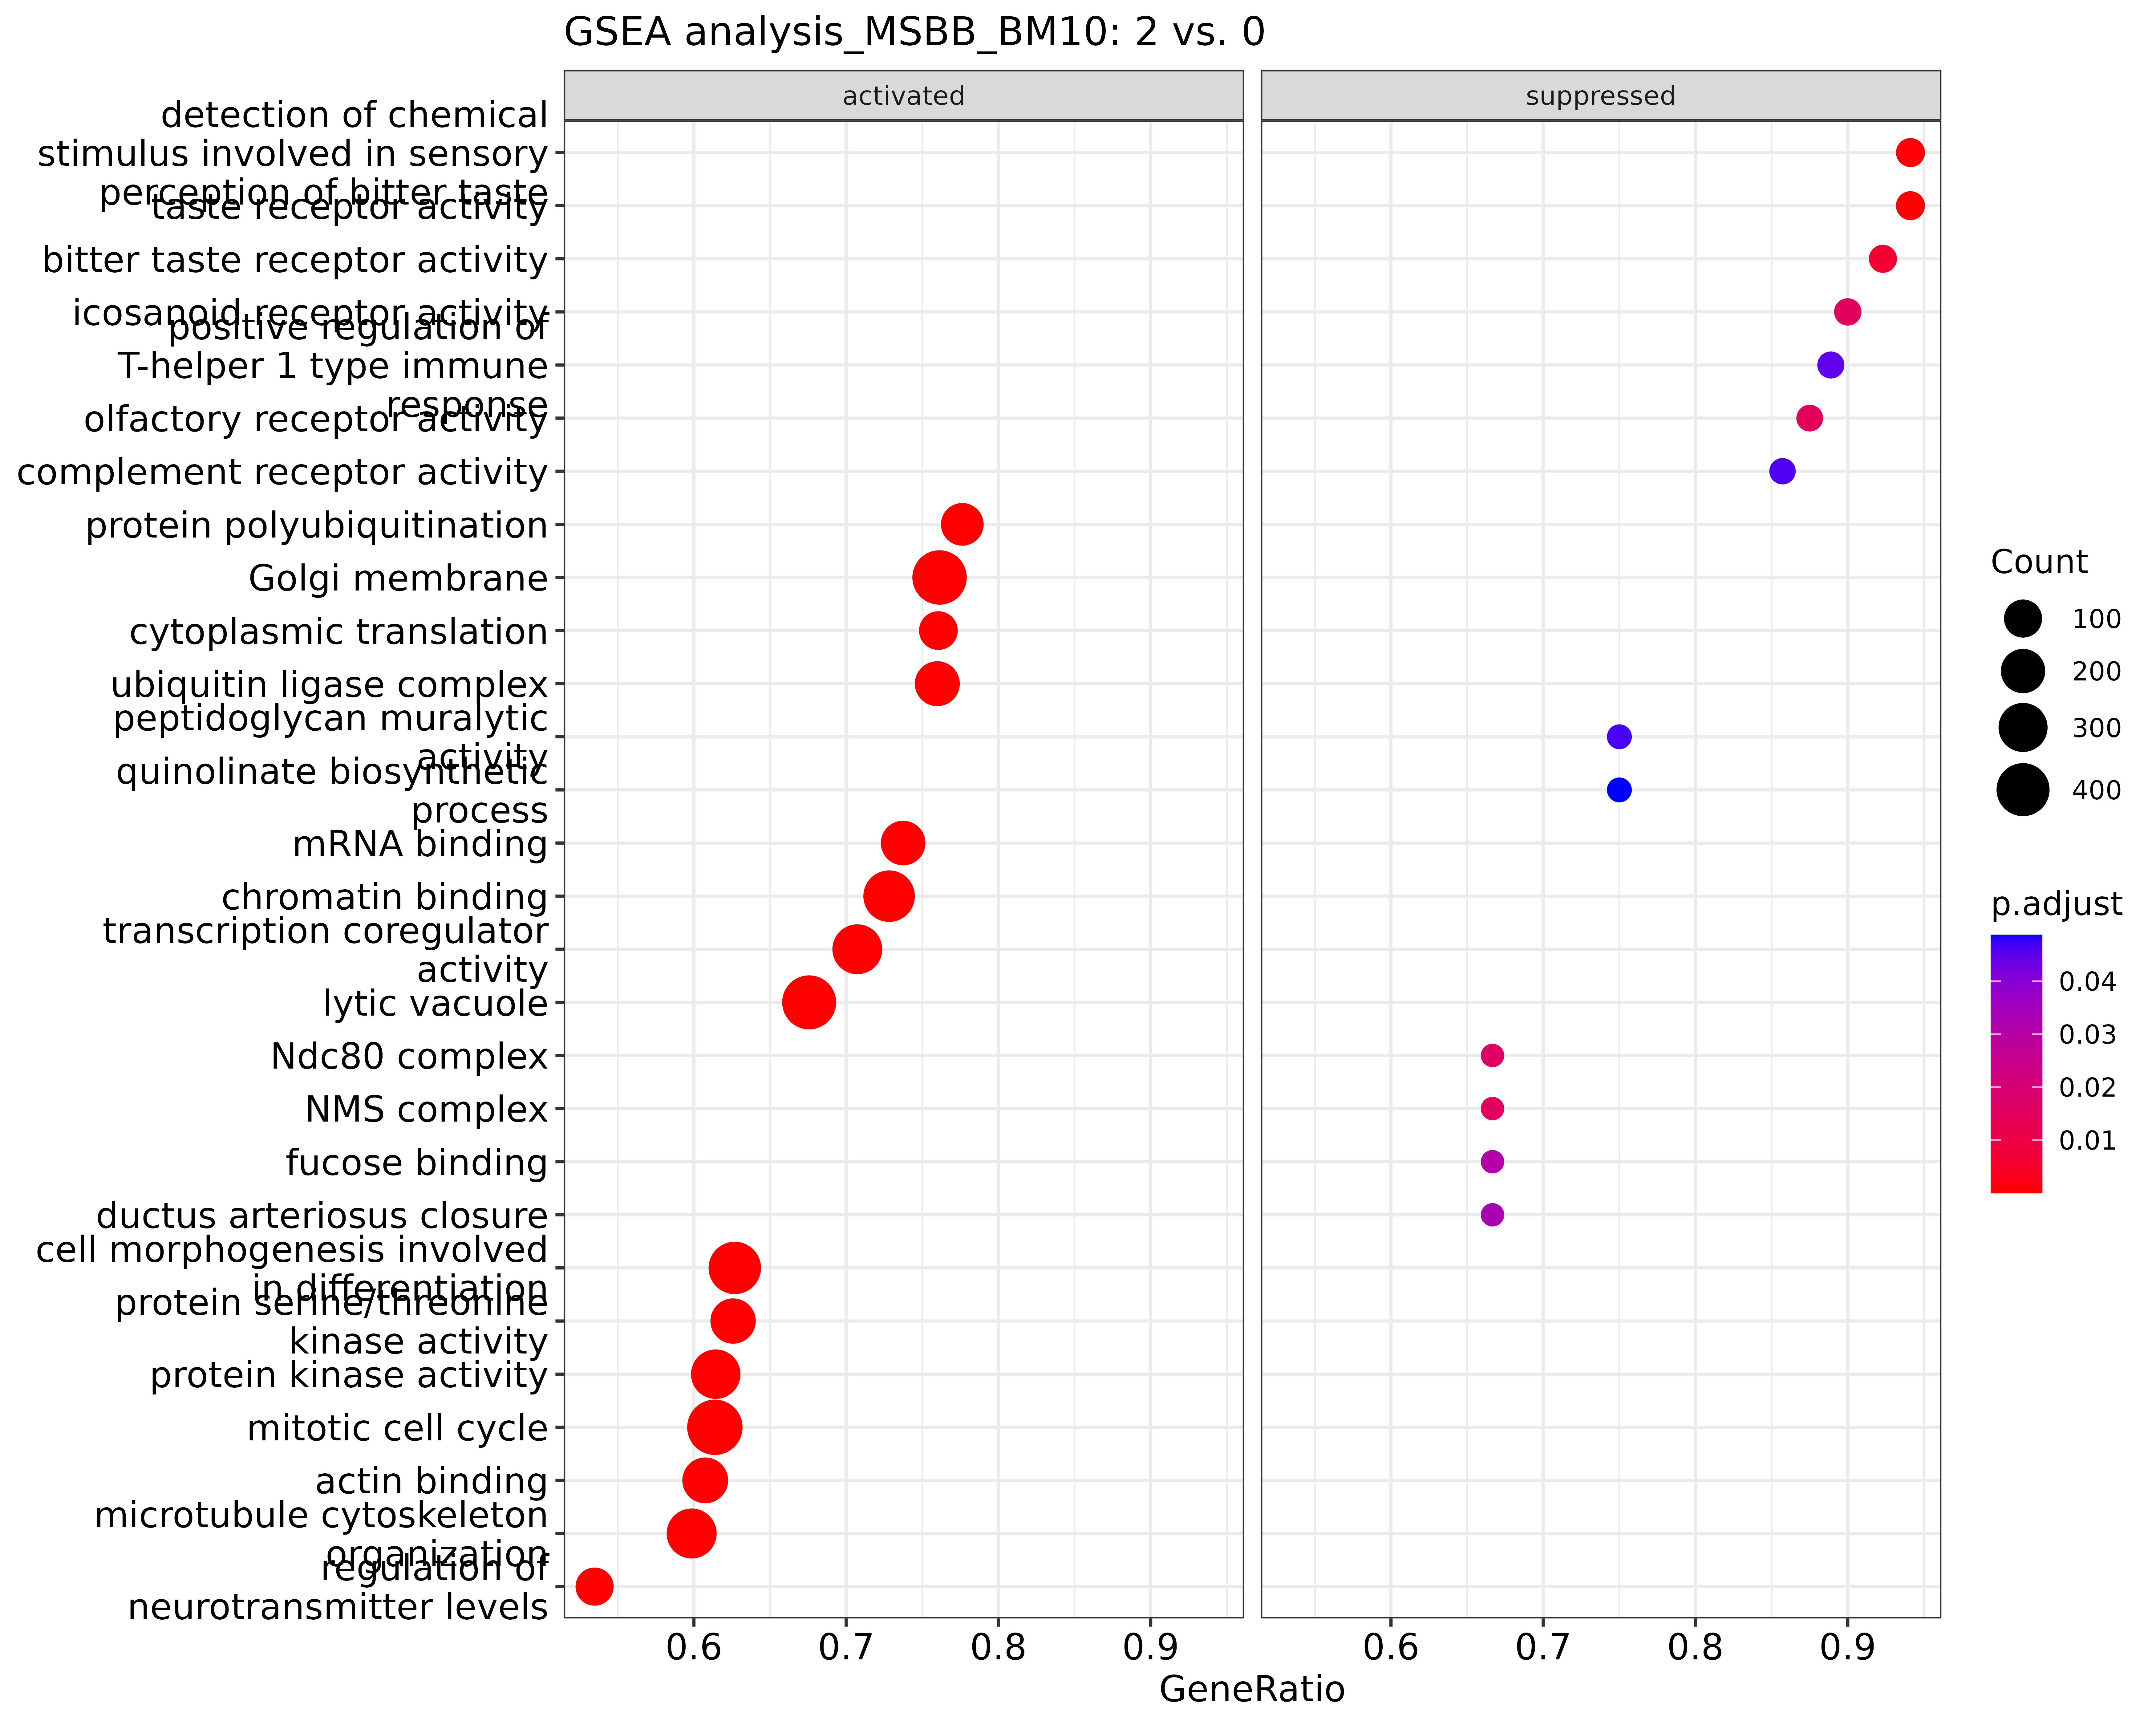 GSEA analysis_MSBB_BM10: 2 vs. 0
activated
suppressed
detection of chemical
stimulus involved in sensory
perception of bitter taste
taste receptor activity
bitter taste receptor activity
icosanoid receptor activity
positive regulation of
T-helper 1 type immune
response
olfactory receptor activity
complement receptor activity
protein polyubiquitination
Golgi membrane
cytoplasmic translation
ubiquitin ligase complex
peptidoglycan muralytic
activity
quinolinate biosynthetic
process
mRNA binding
chromatin binding
transcription coregulator
activity
lytic vacuole
Ndc80 complex
NMS complex
fucose binding
ductus arteriosus closure
cell morphogenesis involved
in differentiation
protein serine/threonine
kinase activity
protein kinase activity
mitotic cell cycle
actin binding
microtubule cytoskeleton
organization
regulation of
neurotransmitter levels
0.6 0.7 0.8 0.9
0.6 0.7 0.8 0.9
GeneRatio
Count
100
200
300
400
p.adjust
0.04
0.03
0.02
0.01